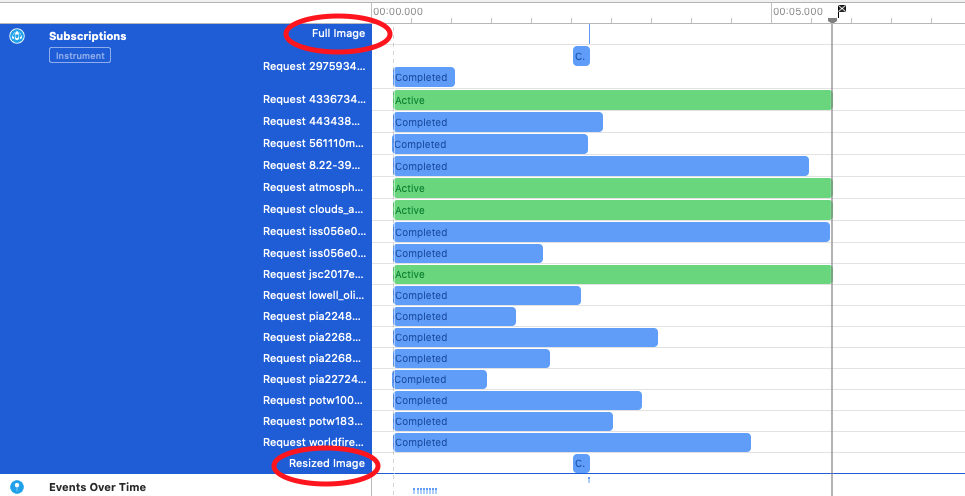 00:00.000 00:05.000
Subscriptions
Instrument
Full Image
C.
Request 2975934...
Completed
Request 4336734...
Active
Request 443438...
Completed
Request 561110m...
Completed
Request 8.22-39...
Completed
Request atmosph...
Active
Request clouds_a...
Active
Request iss056e0...
Completed
Request iss056e0...
Completed
Request jsc2017e...
Active
Request lowell_oli...
Completed
Request pia2248...
Completed
Request pia2268...
Completed
Request pia2268...
Completed
Request pia22724...
Completed
Request potw100...
Completed
Request potw183...
Completed
Request worldfire...
Completed
Resized Image
C.
Events Over Time